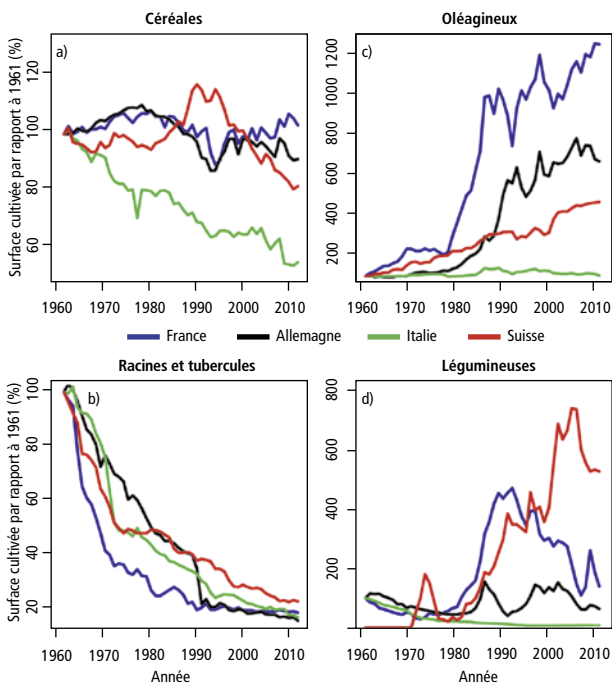 Céréales
Oléagineux
Surface cultivée par rapport à 1961 (%)
a)
120
100
80
60
1960 1970 1980 1990 2000 2010
c)
1200
1000
800
600
400
200
1960 1970 1980 1990 2000 2010
France Allemagne Italie Suisse
Racines et tubercules
Légumineuses
Surface cultivée par rapport à 1961 (%)
b)
100
80
60
40
20
1960 1970 1980 1990 2000 2010
Année
d)
800
600
400
200
1960 1970 1980 1990 2000 2010
Année